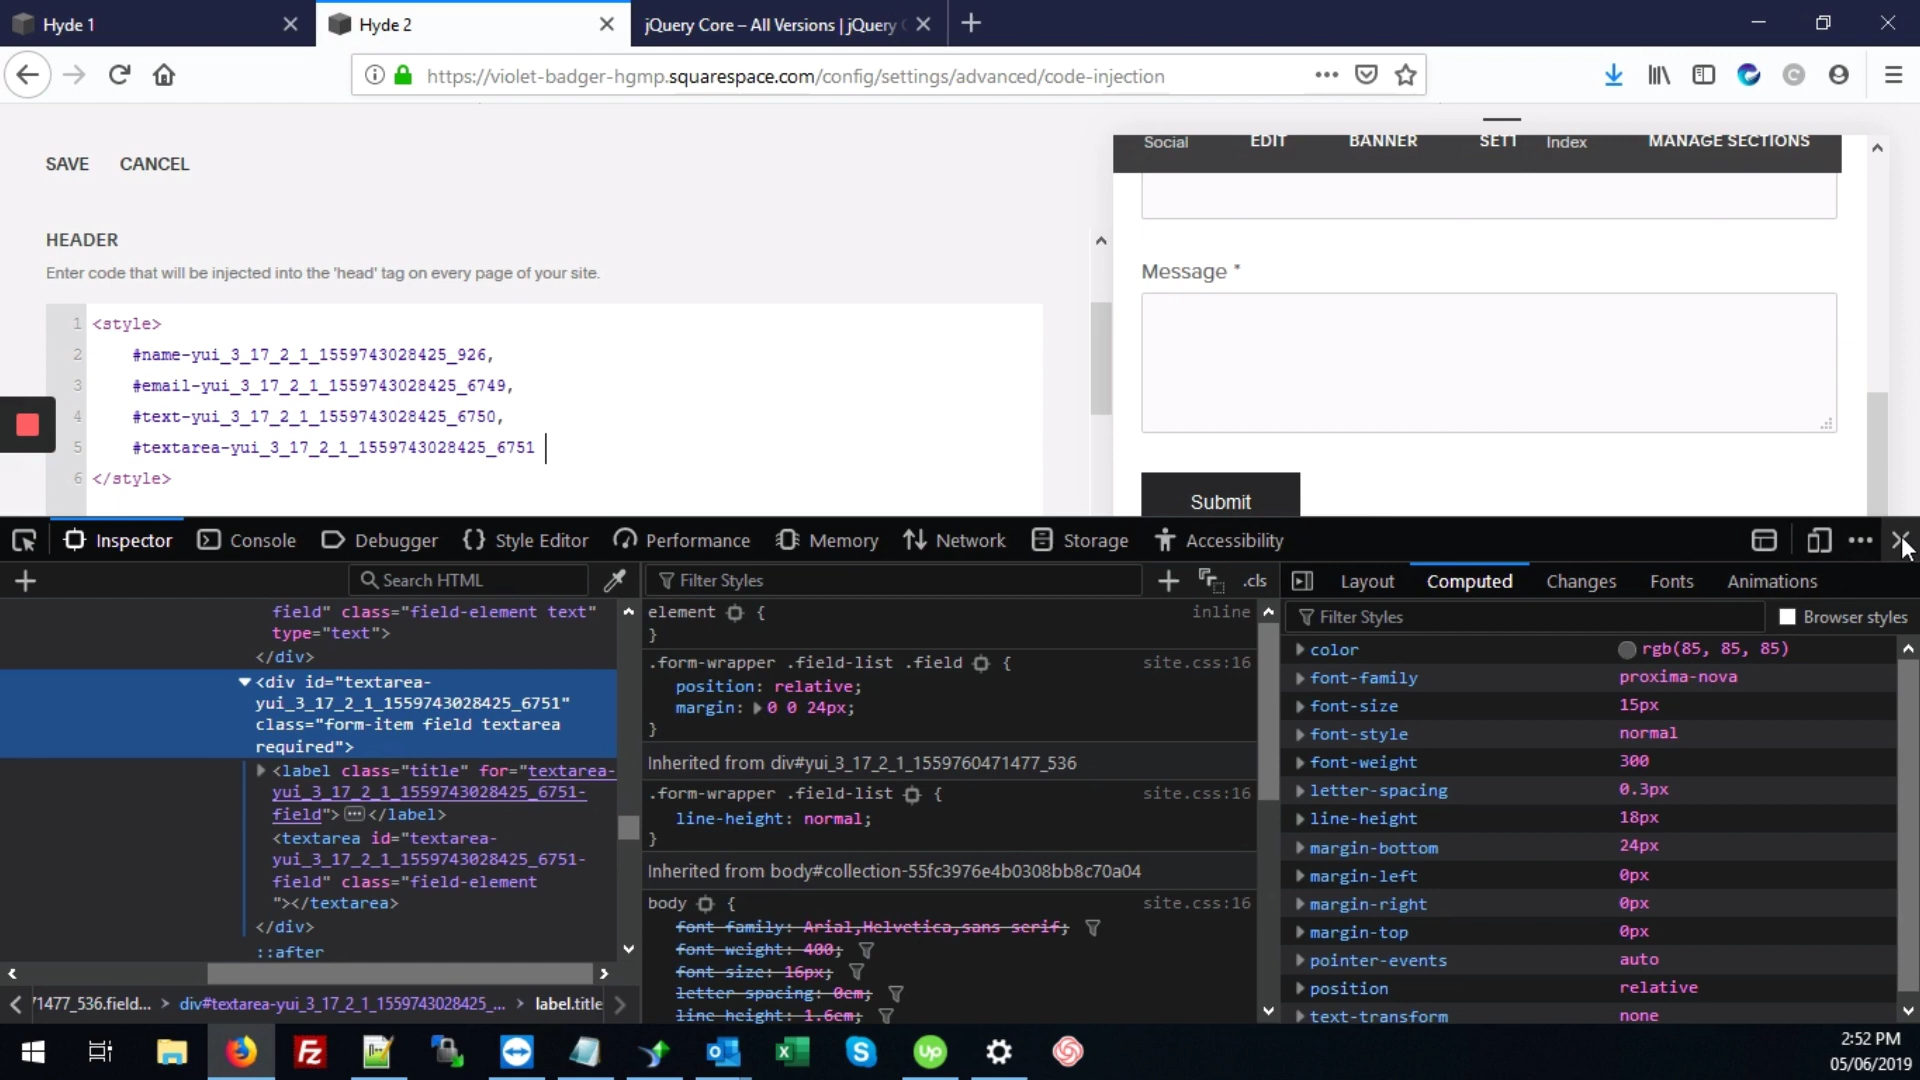 Hyde 1
Hyde 2
jQuery Core – All Versions | jQuery
https://violet-badger-hgmp.squarespace.com/config/settings/advanced/code-injection
SAVE
CANCEL
HEADER
Enter code that will be injected into the 'head' tag on every page of your site.
1 <style>
2 #name-yui_3_17_2_1_1559743028425_926,
3 #email-yui_3_17_2_1_1559743028425_6749,
4 #text-yui_3_17_2_1_1559743028425_6750,
5 #textarea-yui_3_17_2_1_1559743028425_6751
6 </style>
Social EDIT BANNER SETT Index MANAGE SECTIONS
Message *
Submit
Inspector Console Debugger {} Style Editor Performance Memory Network Storage Accessibility
Search HTML
field" class="field-element text"
type="text">
</div>
<div id="textarea-
yui_3_17_2_1_1559743028425_6751"
class="form-item field textarea
required">
<label class="title" for="textarea-
yui_3_17_2_1_1559743028425_6751-
field"> ••• </label>
<textarea id="textarea-
yui_3_17_2_1_1559743028425_6751-
field" class="field-element
"></textarea>
</div>
::after
'1477_536.field... > div#textarea-yui_3_17_2_1_1559743028425_... > label.title
Filter Styles
.cls
element {
inline
}
.form-wrapper .field-list .field {
site.css:16
position: relative;
margin: 0 0 24px;
}
Inherited from div#yui_3_17_2_1_1559760471477_536
.form-wrapper .field-list {
site.css:16
line-height: normal;
}
Inherited from body#collection-55fc3976e4b0308bb8c70a04
body {
site.css:16
font-family: Arial,Helvetica,sans-serif;
font-weight: 400;
font-size: 16px;
letter-spacing: 0em;
line-height: 1.6em;
Layout Computed Changes Fonts Animations
Filter Styles
Browser styles
color rgb(85, 85, 85)
font-family proxima-nova
font-size 15px
font-style normal
font-weight 300
letter-spacing 0.3px
line-height 18px
margin-bottom 24px
margin-left 0px
margin-right 0px
margin-top 0px
pointer-events auto
position relative
text-transform none
Fz
up
2:52 PM
05/06/2019